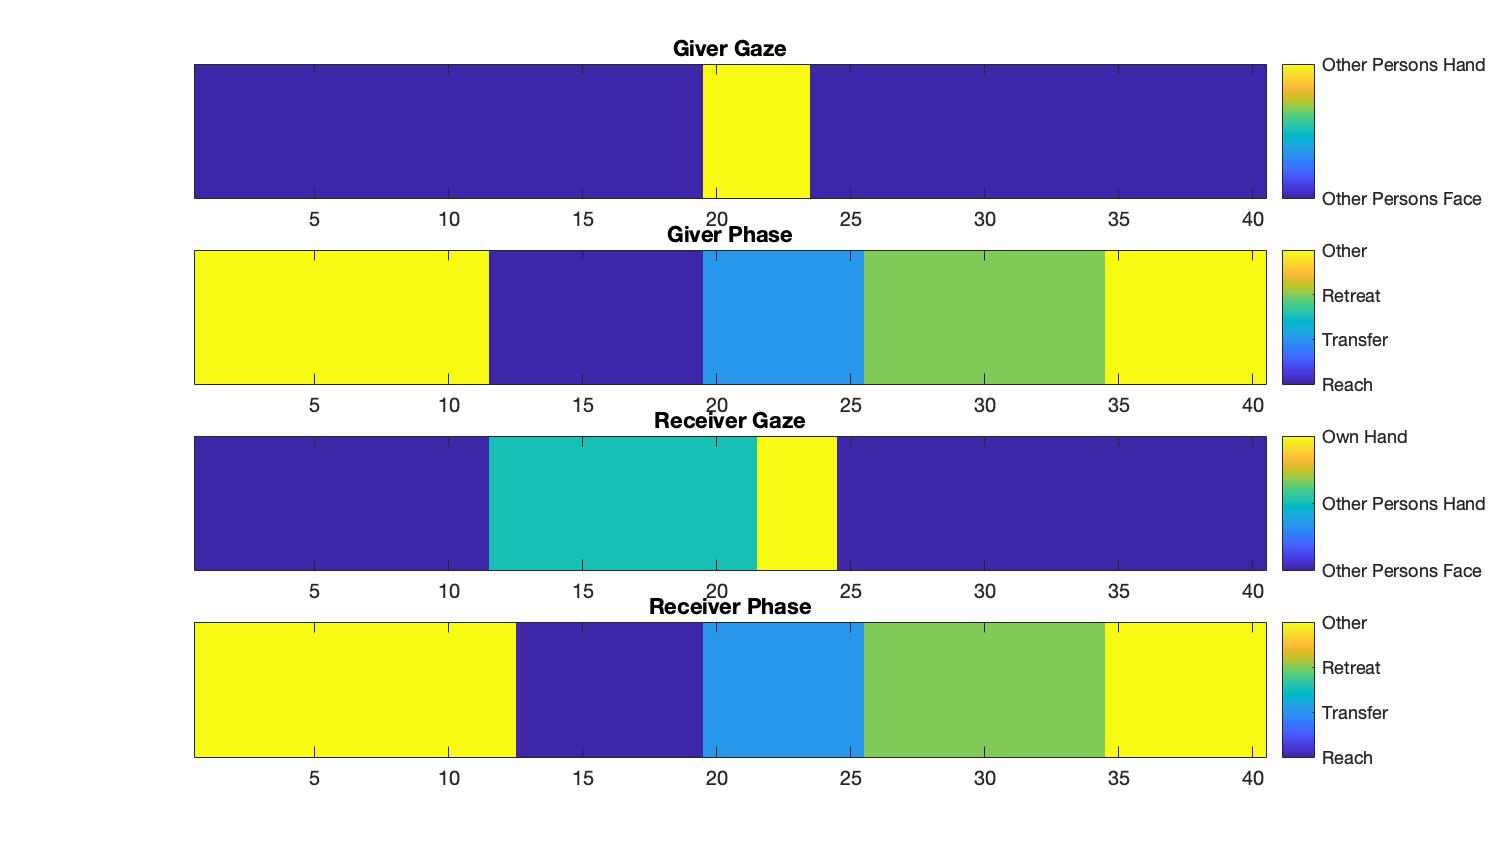 Giver Gaze
Other Persons Hand
Other Persons Face
5 10 15 20 25 30 35 40
Giver Phase
Other
Retreat
Transfer
Reach
5 10 15 20 25 30 35 40
Receiver Gaze
Own Hand
Other Persons Hand
Other Persons Face
5 10 15 20 25 30 35 40
Receiver Phase
Other
Retreat
Transfer
Reach
5 10 15 20 25 30 35 40